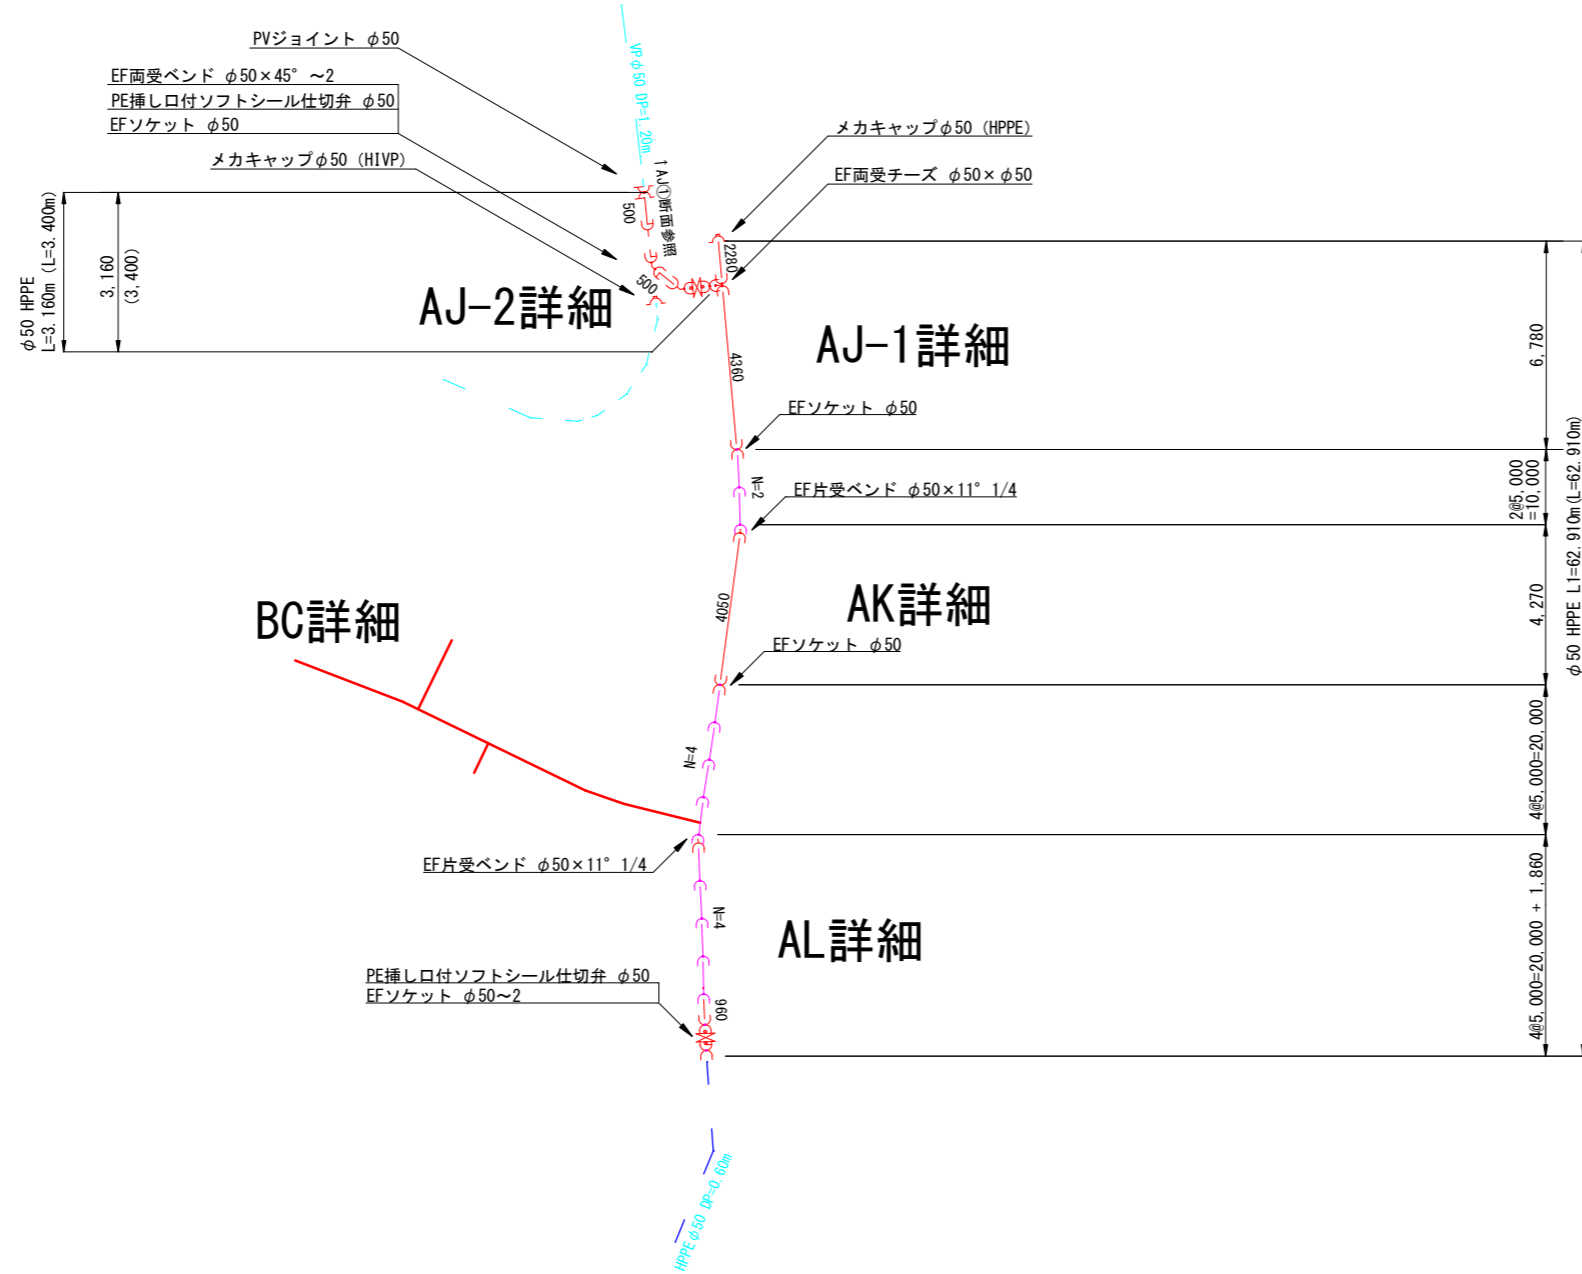 PVジョイント φ50
EF両受ベンド φ50×45° ～2
PE挿し口付ソフトシール仕切弁 φ50
EFソケット φ50
メカキャップφ50 (HIVP)
VPφ50 DP=1.20m
↑AJ①断面参照
メカキャップφ50 (HPPE)
EF両受チーズ φ50×φ50
φ50 HPPE
L=3.160m (L=3.400m)
3,160
(3,400)
500
500
2280
AJ-2詳細
AJ-1詳細
4360
6,780
EFソケット φ50
N=2
EF片受ベンド φ50×11° 1/4
2@5,000
=10,000
φ50 HPPE L1=62.910m(L=62.910m)
AK詳細
4050
4,270
BC詳細
EFソケット φ50
N=4
4@5,000=20,000
EF片受ベンド φ50×11° 1/4
N=4
AL詳細
4@5,000=20,000 + 1,860
PE挿し口付ソフトシール仕切弁 φ50
EFソケット φ50～2
960
HPPEφ50 DP=0.60m